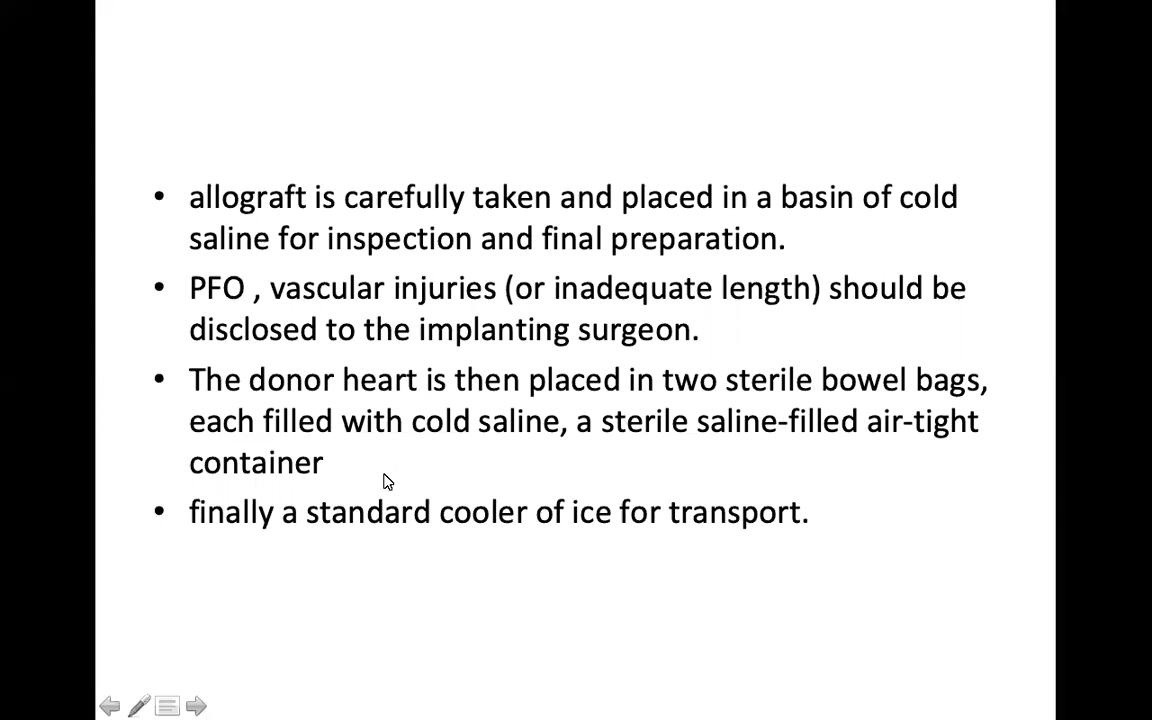 • allograft is carefully taken and placed in a basin of cold
saline for inspection and final preparation.
• PFO , vascular injuries (or inadequate length) should be
disclosed to the implanting surgeon.
• The donor heart is then placed in two sterile bowel bags,
each filled with cold saline, a sterile saline-filled air-tight
container
• finally a standard cooler of ice for transport.